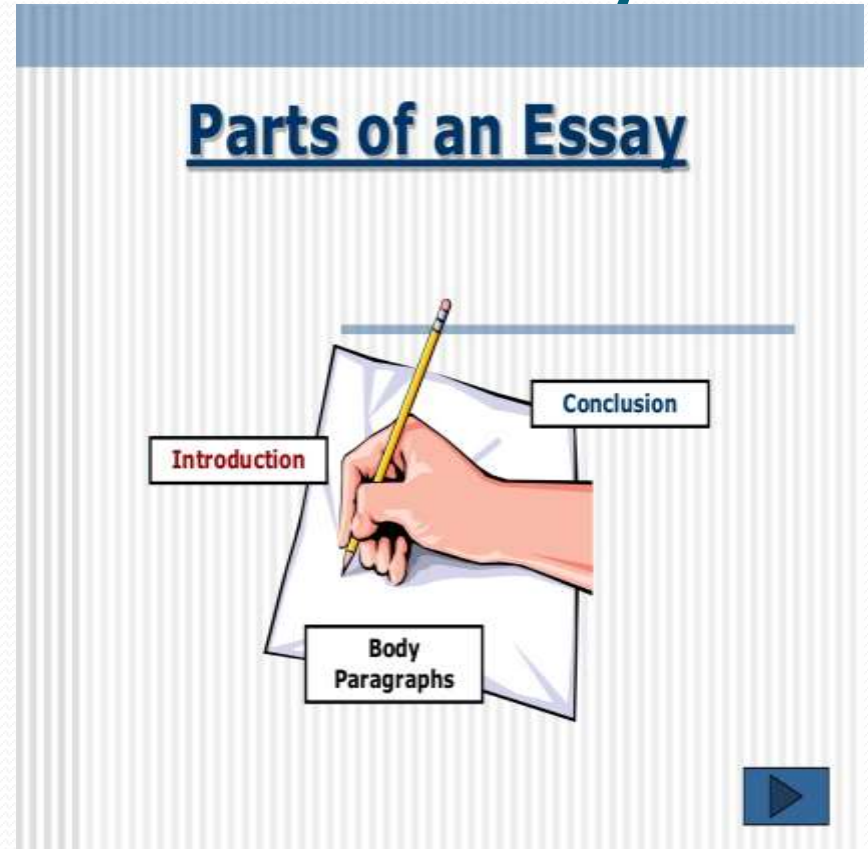 Parts of an Essay
Conclusion
Introduction
Body
Paragraphs